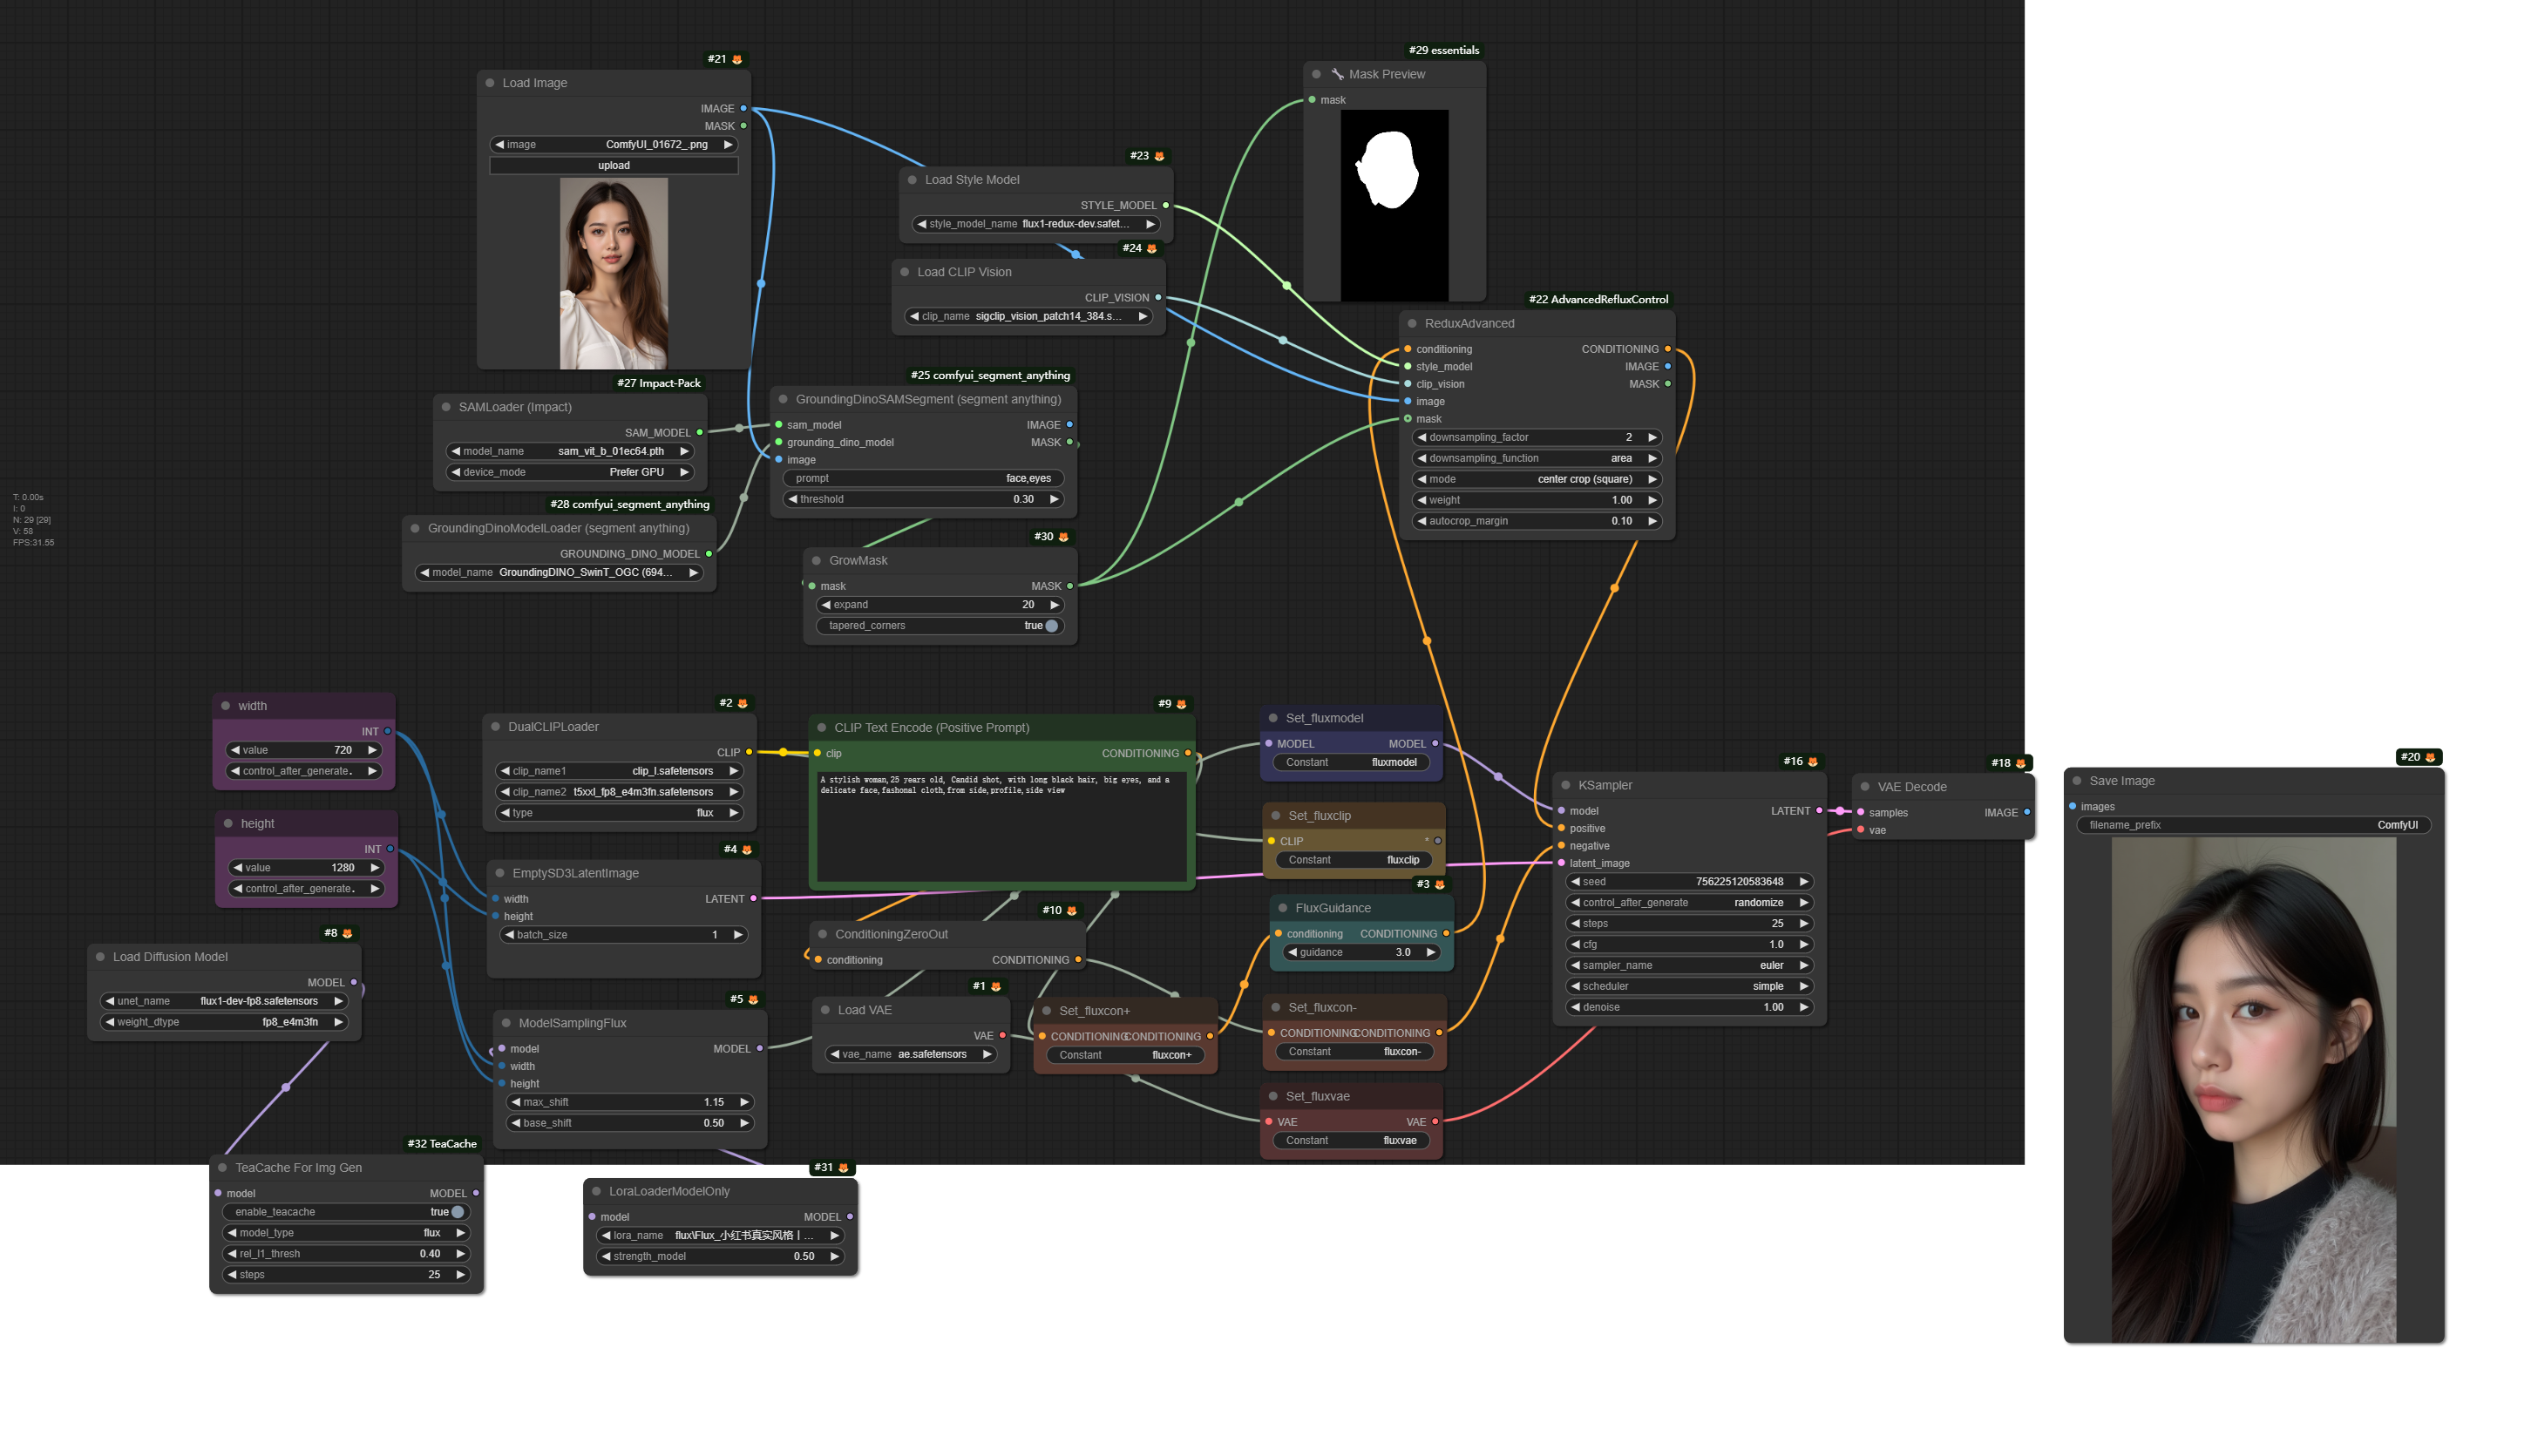 #21
Load Image
IMAGE
MASK
image ComfyUI_01672_.png
upload
#29 essentials
Mask Preview
mask
#23
Load Style Model
STYLE_MODEL
style_model_name flux1-redux-dev.safet...
#24
Load CLIP Vision
CLIP_VISION
clip_name sigclip_vision_patch14_384.s...
#22 AdvancedRefluxControl
ReduxAdvanced
conditioning CONDITIONING
style_model IMAGE
clip_vision MASK
image
mask
downsampling_factor 2
downsampling_function area
mode center crop (square)
weight 1.00
autocrop_margin 0.10
#27 Impact-Pack
SAMLoader (Impact)
SAM_MODEL
model_name sam_vit_b_01ec64.pth
device_mode Prefer GPU
#25 comfyui_segment_anything
GroundingDinoSAMSegment (segment anything)
sam_model IMAGE
grounding_dino_model MASK
image
prompt face,eyes
threshold 0.30
T: 0.00s
I: 0
N: 29 [29]
V: 58
FPS:31.55
#28 comfyui_segment_anything
GroundingDinoModelLoader (segment anything)
GROUNDING_DINO_MODEL
model_name GroundingDINO_SwinT_OGC (694...
#30
GrowMask
mask MASK
expand 20
tapered_corners true
width
INT
value 720
control_after_generate.
height
INT
value 1280
control_after_generate.
#2
DualCLIPLoader
CLIP
clip_name1 clip_l.safetensors
clip_name2 t5xxl_fp8_e4m3fn.safetensors
type flux
#9
CLIP Text Encode (Positive Prompt)
clip CONDITIONING
A stylish woman,25 years old, Candid shot, with long black hair, big eyes, and a
delicate face,fashonal cloth,from side,profile,side view
Set_fluxmodel
MODEL MODEL
Constant fluxmodel
Set_fluxclip
CLIP *
Constant fluxclip
#4
EmptySD3LatentImage
width LATENT
height
batch_size 1
#10
ConditioningZeroOut
conditioning CONDITIONING
#3
FluxGuidance
conditioning CONDITIONING
guidance 3.0
#16
KSampler
model LATENT
positive
negative
latent_image
seed 756225120583648
control_after_generate randomize
steps 25
cfg 1.0
sampler_name euler
scheduler simple
denoise 1.00
#18
VAE Decode
samples IMAGE
vae
#20
Save Image
images
filename_prefix ComfyUI
#8
Load Diffusion Model
MODEL
unet_name flux1-dev-fp8.safetensors
weight_dtype fp8_e4m3fn
#5
ModelSamplingFlux
model MODEL
width
height
max_shift 1.15
base_shift 0.50
#1
Load VAE
VAE
vae_name ae.safetensors
Set_fluxcon+
CONDITIONING CONDITIONING
Constant fluxcon+
Set_fluxcon-
CONDITIONING CONDITIONING
Constant fluxcon-
Set_fluxvae
VAE VAE
Constant fluxvae
#32 TeaCache
TeaCache For Img Gen
model MODEL
enable_teacache true
model_type flux
rel_l1_thresh 0.40
steps 25
#31
LoraLoaderModelOnly
model MODEL
lora_name flux\Flux_小红书真实风格丨...
strength_model 0.50